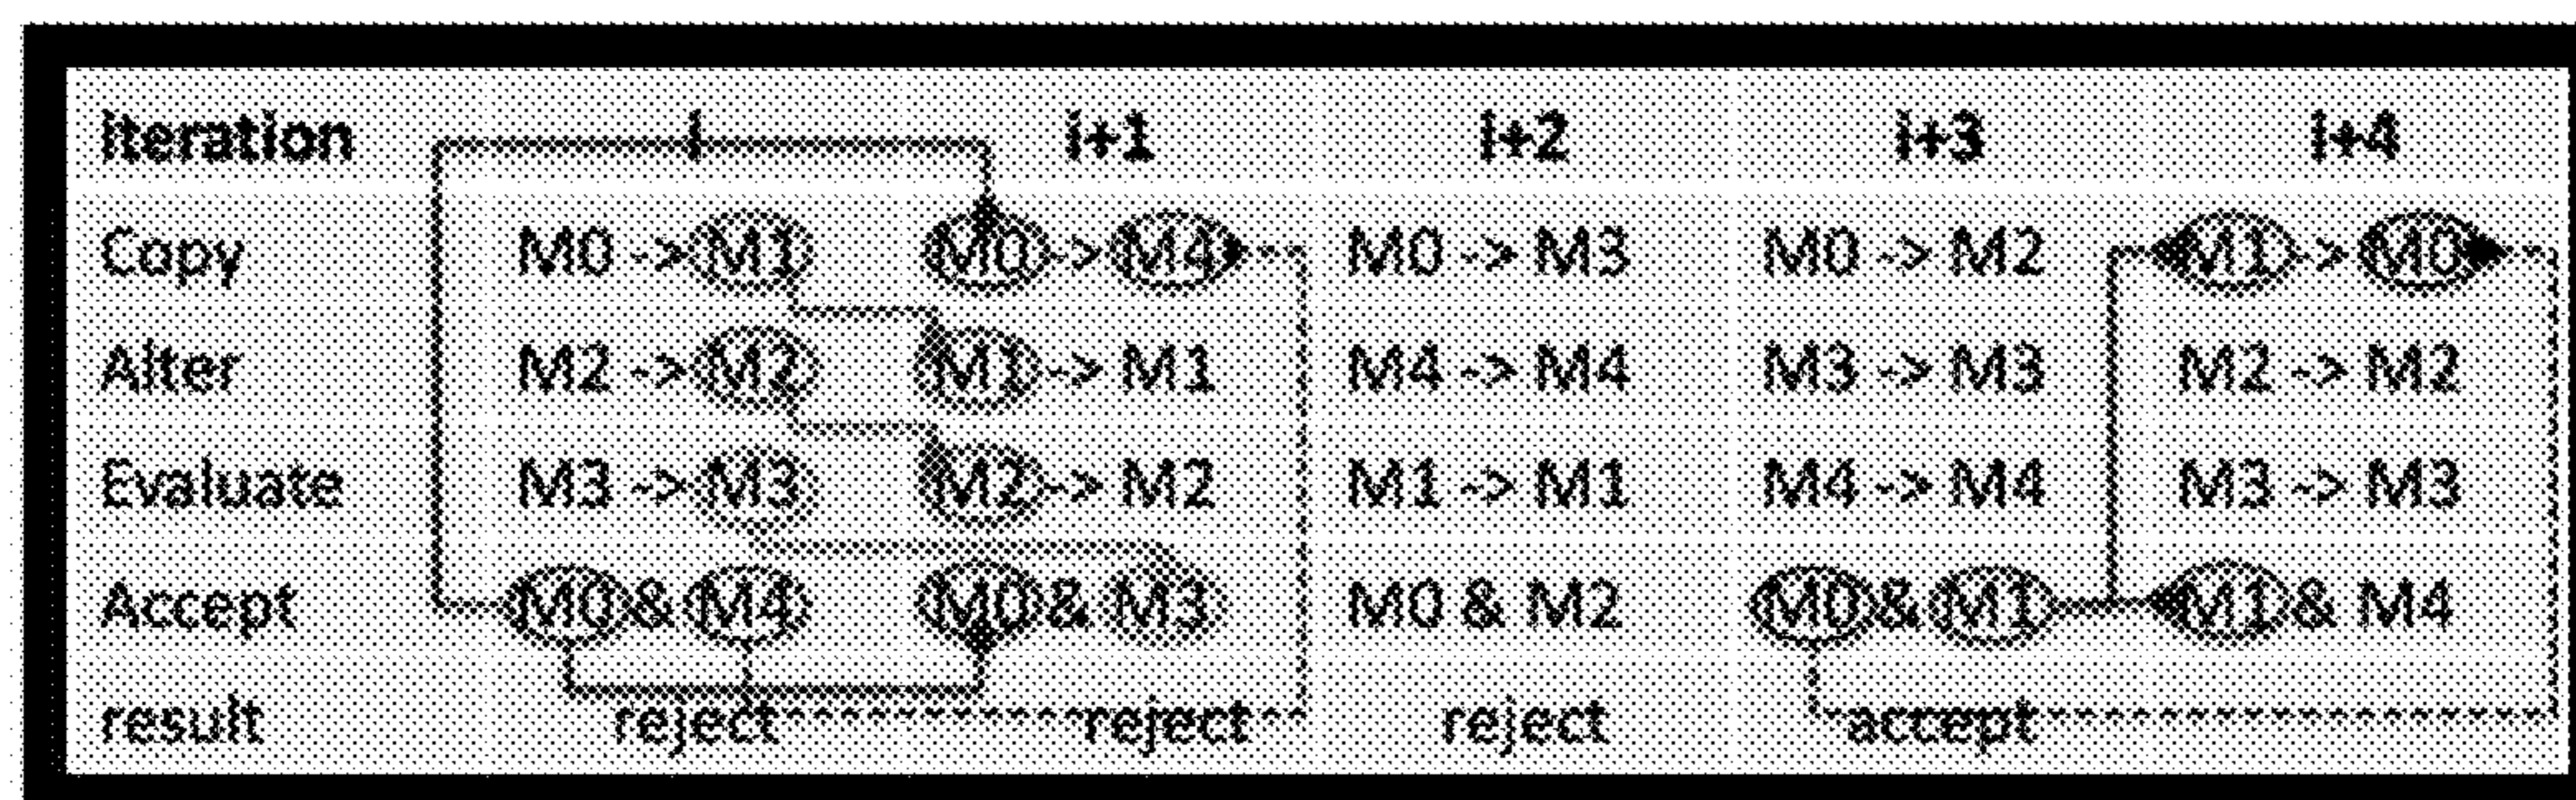 iteration i i+1 i+2 i+3 i+4
Copy M0 -> M1 M0 -> M4 M0 -> M3 M0 -> M2 M1 -> M0
Alter M2 -> M2 M1 -> M1 M4 -> M4 M3 -> M3 M2 -> M2
Evaluate M3 -> M3 M2 -> M2 M1 -> M1 M4 -> M4 M3 -> M3
Accept M0 & M4 M0 & M3 M0 & M2 M0 & M1 M1 & M4
result reject reject reject accept